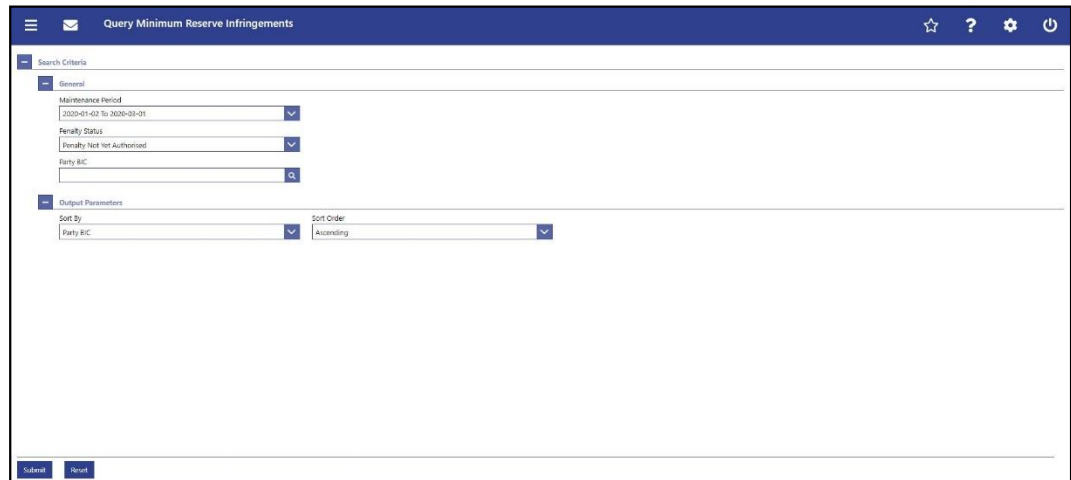 Query Minimum Reserve Infringements
?
Search Criteria
General
Maintenance Period
2020-01-02 To 2020-03-01
Penalty Status
Penalty Not Yet Authorised
Party BIC
Output Parameters
Sort By Sort Order
Party BIC Ascending
Submit Reset